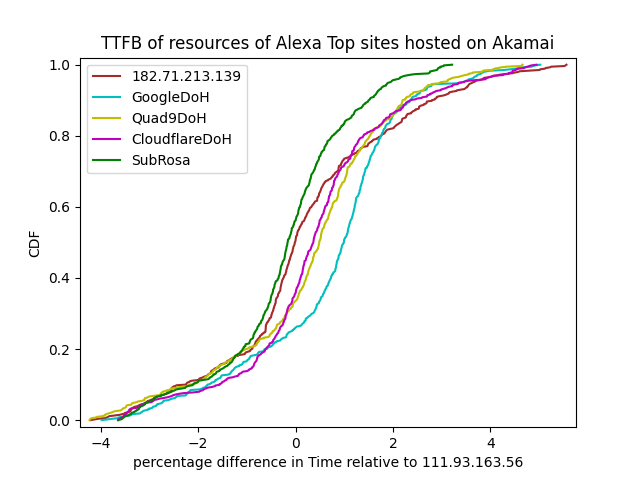 TTFB of resources of Alexa Top sites hosted on Akamai
1.0
0.8
0.6
0.4
0.2
0.0
CDF
182.71.213.139
GoogleDoH
Quad9DoH
CloudflareDoH
SubRosa
−4 −2 0 2 4
percentage difference in Time relative to 111.93.163.56